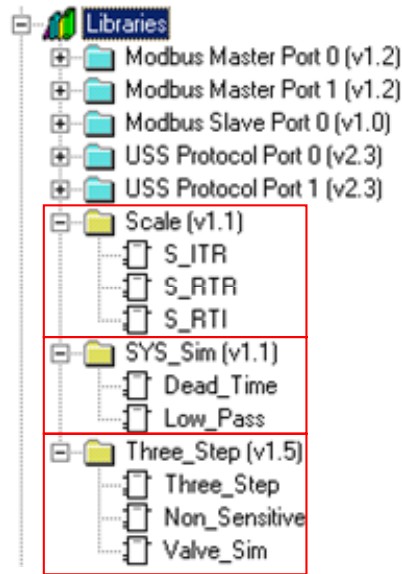 Libraries
Modbus Master Port 0 (v1.2)
Modbus Master Port 1 (v1.2)
Modbus Slave Port 0 (v1.0)
USS Protocol Port 0 (v2.3)
USS Protocol Port 1 (v2.3)
Scale (v1.1)
S_ITR
S_RTR
S_RTI
SYS_Sim (v1.1)
Dead_Time
Low_Pass
Three_Step (v1.5)
Three_Step
Non_Sensitive
Valve_Sim